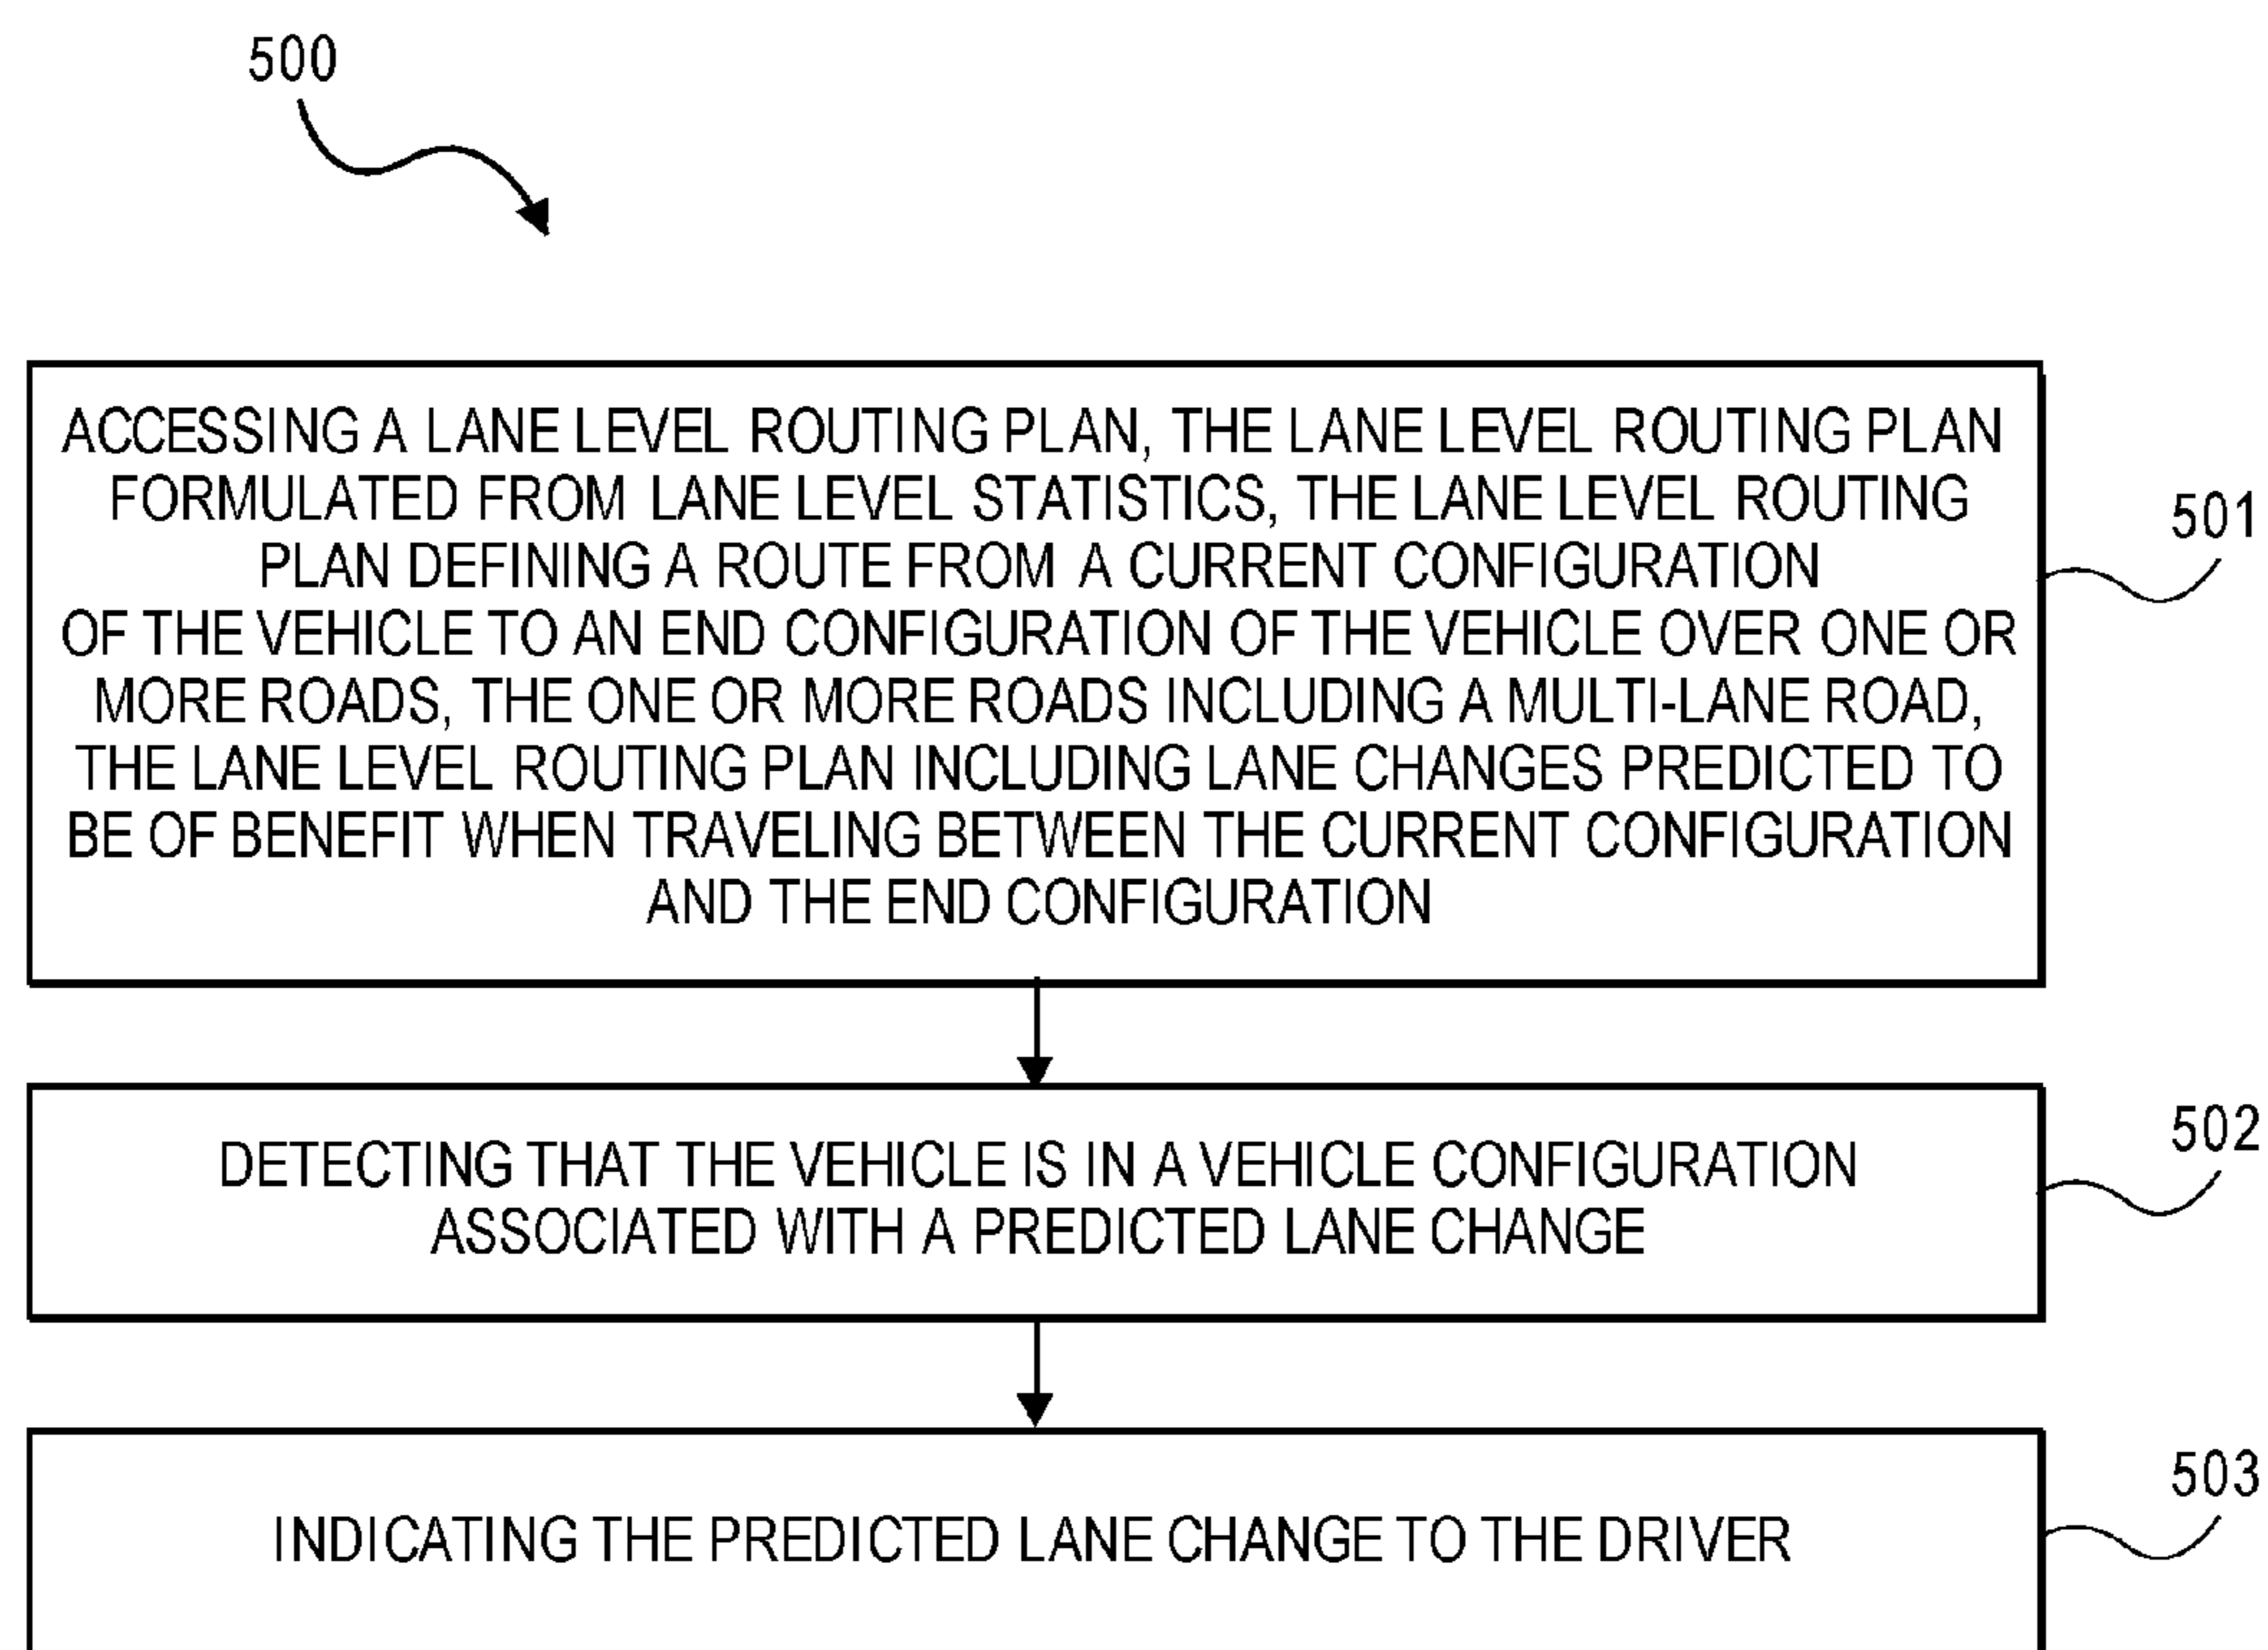 500
ACCESSING A LANE LEVEL ROUTING PLAN, THE LANE LEVEL ROUTING PLAN
FORMULATED FROM LANE LEVEL STATISTICS, THE LANE LEVEL ROUTING
PLAN DEFINING A ROUTE FROM A CURRENT CONFIGURATION
OF THE VEHICLE TO AN END CONFIGURATION OF THE VEHICLE OVER ONE OR
MORE ROADS, THE ONE OR MORE ROADS INCLUDING A MULTI-LANE ROAD,
THE LANE LEVEL ROUTING PLAN INCLUDING LANE CHANGES PREDICTED TO
BE OF BENEFIT WHEN TRAVELING BETWEEN THE CURRENT CONFIGURATION
AND THE END CONFIGURATION
501
DETECTING THAT THE VEHICLE IS IN A VEHICLE CONFIGURATION
ASSOCIATED WITH A PREDICTED LANE CHANGE
502
INDICATING THE PREDICTED LANE CHANGE TO THE DRIVER
503